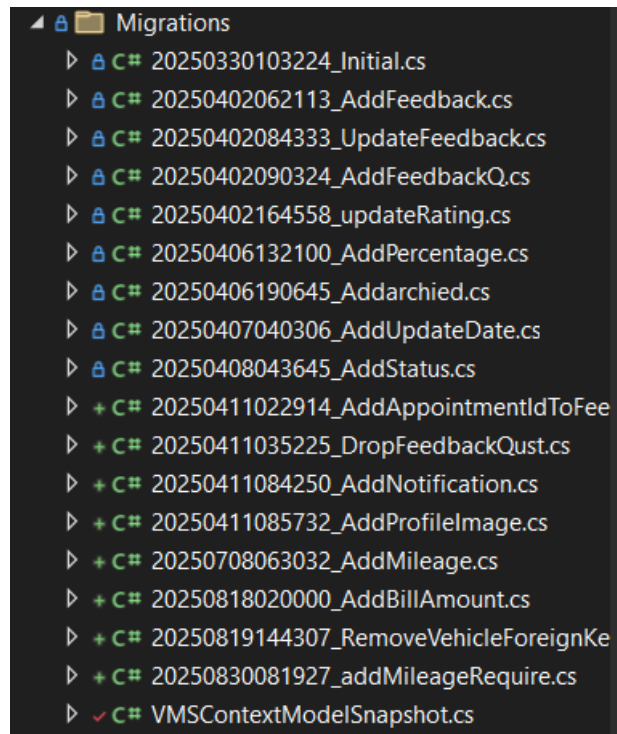 Migrations
C# 20250330103224_Initial.cs
C# 20250402062113_AddFeedback.cs
C# 20250402084333_UpdateFeedback.cs
C# 20250402090324_AddFeedbackQ.cs
C# 20250402164558_updateRating.cs
C# 20250406132100_AddPercentage.cs
C# 20250406190645_Addarchied.cs
C# 20250407040306_AddUpdateDate.cs
C# 20250408043645_AddStatus.cs
+ C# 20250411022914_AddAppointmentIdToFee
+ C# 20250411035225_DropFeedbackQust.cs
+ C# 20250411084250_AddNotification.cs
+ C# 20250411085732_AddProfileImage.cs
+ C# 20250708063032_AddMileage.cs
+ C# 20250818020000_AddBillAmount.cs
+ C# 20250819144307_RemoveVehicleForeignKe
+ C# 20250830081927_addMileageRequire.cs
C# VMSContextModelSnapshot.cs